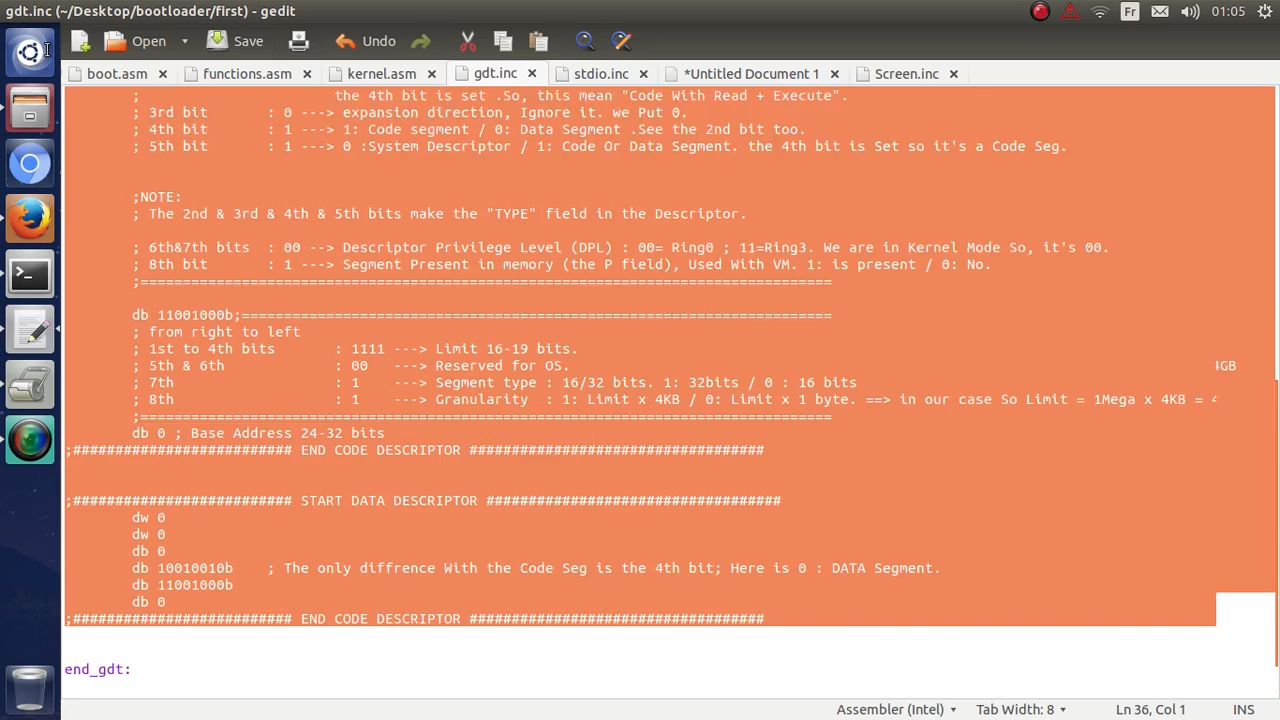 gdt.inc (~/Desktop/bootloader/first) - gedit
Fr
01:05
Open
Save
Undo
boot.asm
functions.asm
kernel.asm
gdt.inc
stdio.inc
*Untitled Document 1
Screen.inc
; the 4th bit is set .So, this mean "Code With Read + Execute".
; 3rd bit : 0 ---> expansion direction, Ignore it. we Put 0.
; 4th bit : 1 ---> 1: Code segment / 0: Data Segment .See the 2nd bit too.
; 5th bit : 1 ---> 0 :System Descriptor / 1: Code Or Data Segment. the 4th bit is Set so it's a Code Seg.
;NOTE:
; The 2nd & 3rd & 4th & 5th bits make the "TYPE" field in the Descriptor.
; 6th&7th bits : 00 --> Descriptor Privilege Level (DPL) : 00= Ring0 ; 11=Ring3. We are in Kernel Mode So, it's 00.
; 8th bit : 1 ---> Segment Present in memory (the P field), Used With VM. 1: is present / 0: No.
;==================================================================================
db 11001000b;======================================================================
; from right to left
; 1st to 4th bits : 1111 ---> Limit 16-19 bits.
; 5th & 6th : 00 ---> Reserved for OS.
; 7th : 1 ---> Segment type : 16/32 bits. 1: 32bits / 0 : 16 bits
; 8th : 1 ---> Granularity : 1: Limit x 4KB / 0: Limit x 1 byte. ==> in our case So Limit = 1Mega x 4KB = 4GB
;==================================================================================
db 0 ; Base Address 24-32 bits
;########################## END CODE DESCRIPTOR ###################################
;########################## START DATA DESCRIPTOR ###################################
dw 0
dw 0
db 0
db 10010010b ; The only diffrence With the Code Seg is the 4th bit; Here is 0 : DATA Segment.
db 11001000b
db 0
;########################## END CODE DESCRIPTOR ###################################
end_gdt:
Assembler (Intel)
Tab Width: 8
Ln 36, Col 1
INS